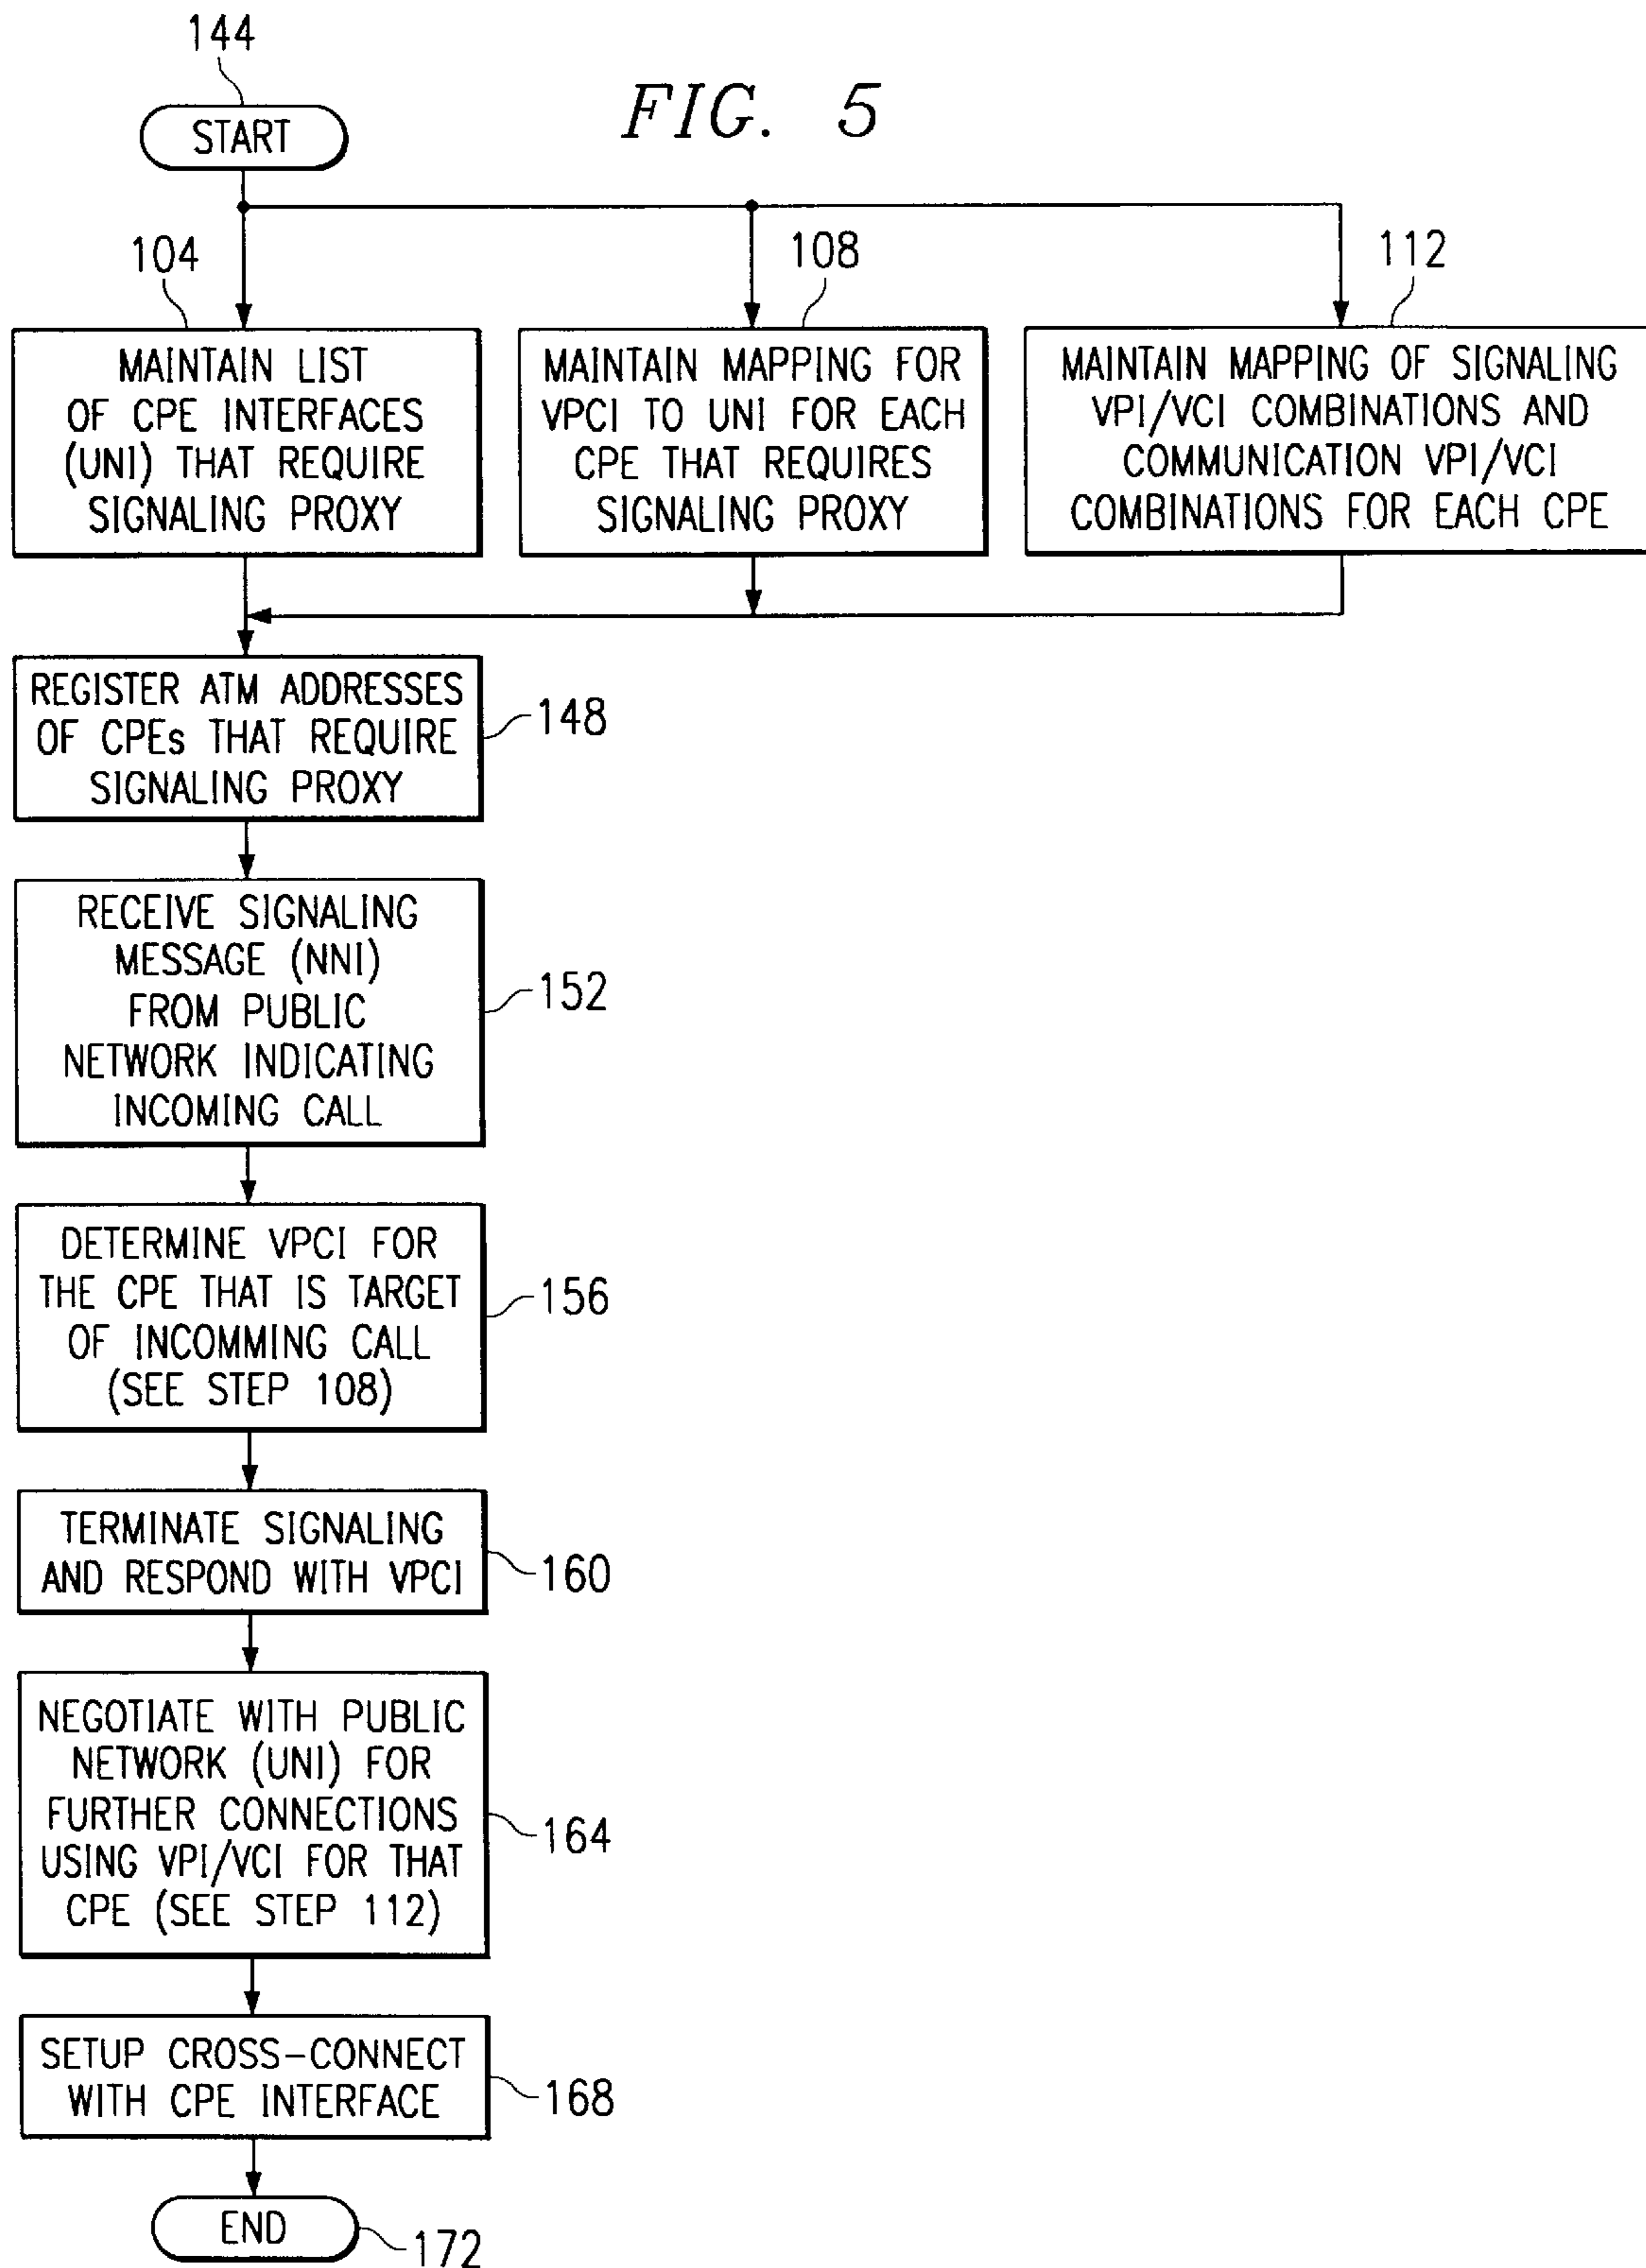 144
FIG. 5
START
104
108
112
MAINTAIN LIST
OF CPE INTERFACES
(UNI) THAT REQUIRE
SIGNALING PROXY
MAINTAIN MAPPING FOR
VPCI TO UNI FOR EACH
CPE THAT REQUIRES
SIGNALING PROXY
MAINTAIN MAPPING OF SIGNALING
VPI/VCI COMBINATIONS AND
COMMUNICATION VPI/VCI
COMBINATIONS FOR EACH CPE
REGISTER ATM ADDRESSES
OF CPEs THAT REQUIRE
SIGNALING PROXY
148
RECEIVE SIGNALING
MESSAGE (NNI)
FROM PUBLIC
NETWORK INDICATING
INCOMING CALL
152
DETERMINE VPCI FOR
THE CPE THAT IS TARGET
OF INCOMMING CALL
(SEE STEP 108)
156
TERMINATE SIGNALING
AND RESPOND WITH VPCI
160
NEGOTIATE WITH PUBLIC
NETWORK (UNI) FOR
FURTHER CONNECTIONS
USING VPI/VCI FOR THAT
CPE (SEE STEP 112)
164
SETUP CROSS-CONNECT
WITH CPE INTERFACE
168
END
172